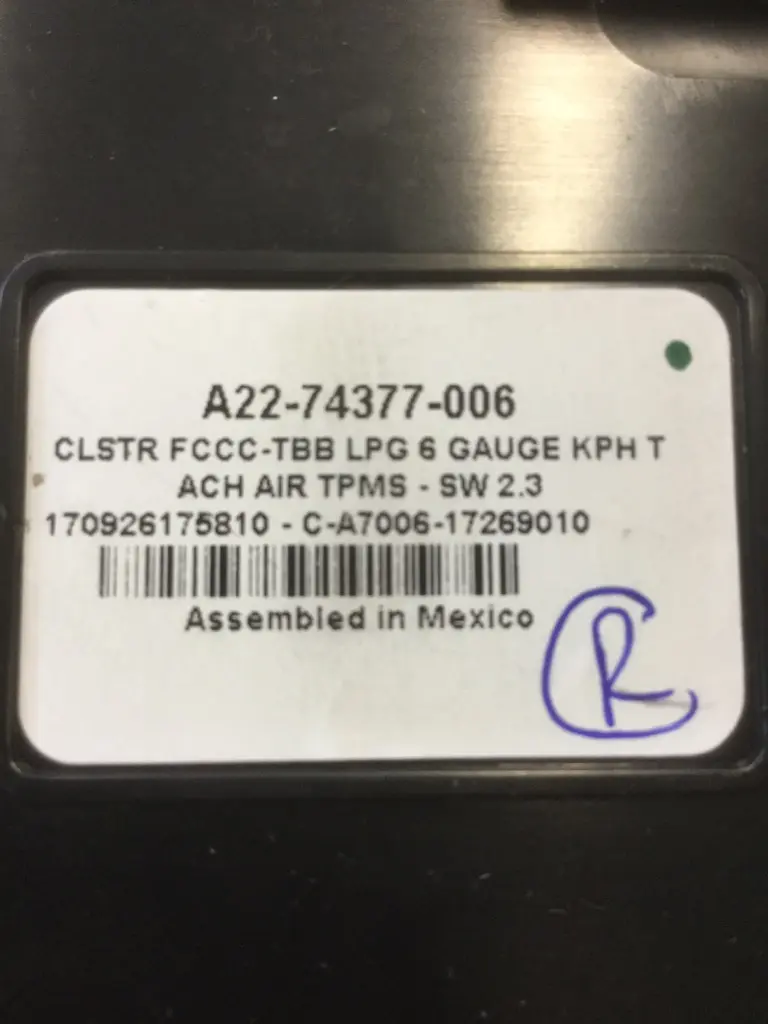 A22-74377-006
CLSTR FCCC-TBB LPG 6 GAUGE KPH T
ACH AIR TPMS - SW 2.3
170926175810 - C-A7006-17269010
Assembled in Mexico
R